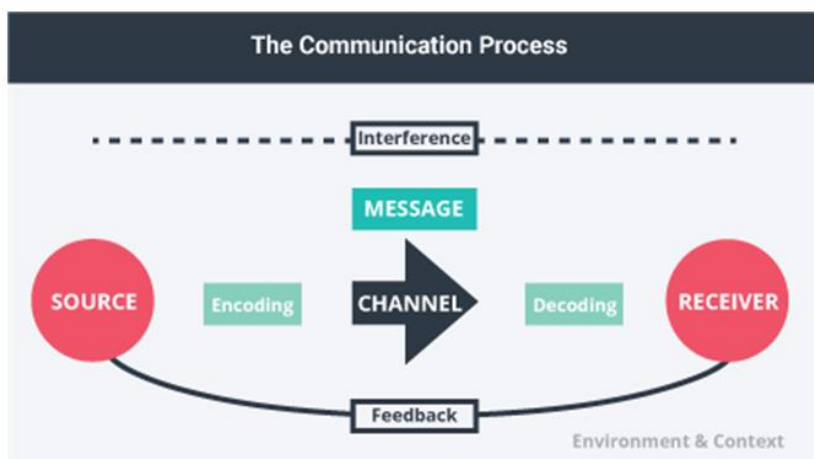 The Communication Process
Interference
MESSAGE
SOURCE
Encoding
CHANNEL
Decoding
RECEIVER
Feedback
Environment & Context